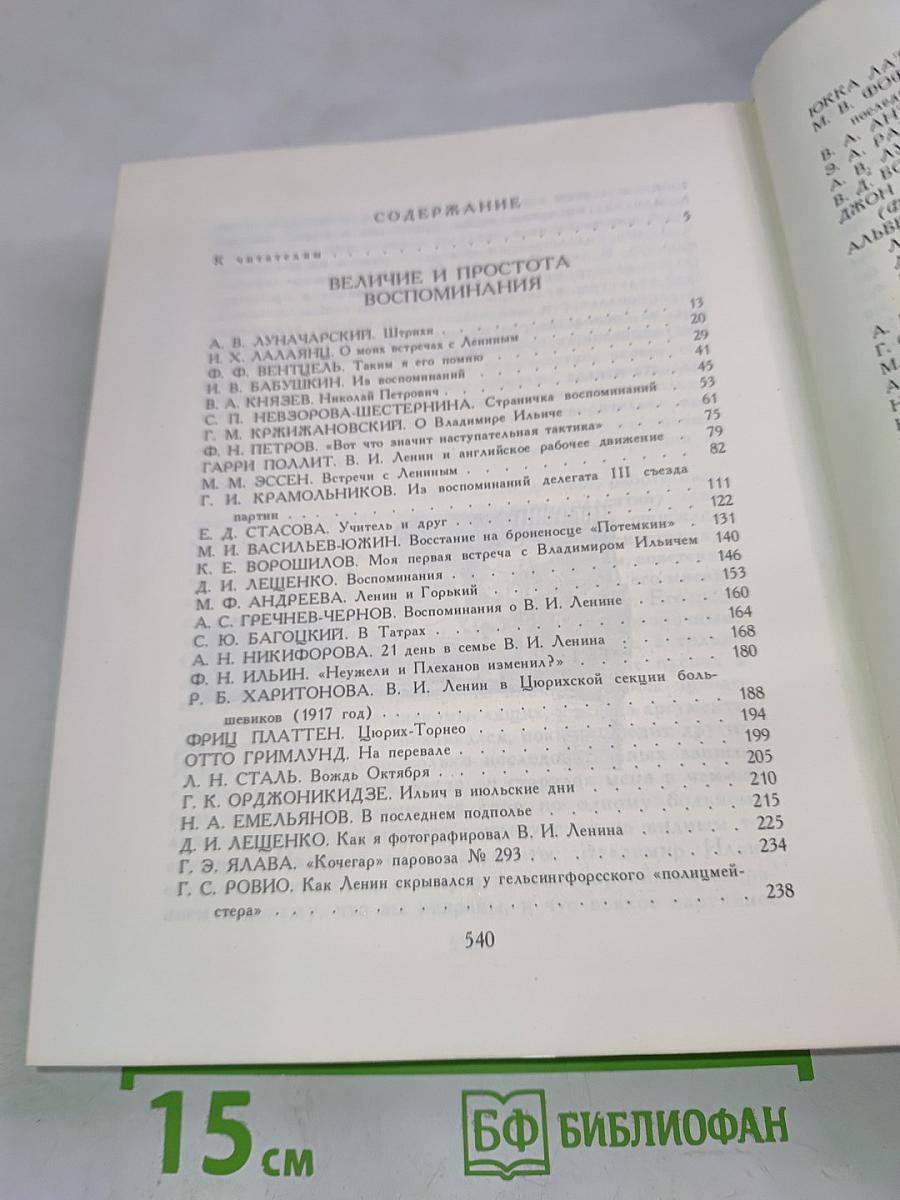 СОДЕРЖАНИЕ
К читателям . . . . . . . . . . . . . . . . . . 5
ВЕЛИЧИЕ И ПРОСТОТА
ВОСПОМИНАНИЯ
А. В. ЛУНАЧАРСКИЙ. Штрихи . . . . . . . . . . . 13
И. Х. ЛАЛАЯНЦ. О моих встречах с Лениным . . . . . . 20
Ф. Ф. ВЕНТЦЕЛЬ. Таким я его помню . . . . . . . . 29
И. В. БАБУШКИН. Из воспоминаний . . . . . . . . . 41
В. А. КНЯЗЕВ. Николай Петрович . . . . . . . . . . 45
С. П. НЕВЗОРОВА-ШЕСТЕРНИНА. Страничка воспоминаний . 53
Г. М. КРЖИЖАНОВСКИЙ. О Владимире Ильиче . . . . . . 61
Ф. Н. ПЕТРОВ. «Вот что значит наступательная тактика» . . . . 75
ГАРРИ ПОЛЛИТ. В. И. Ленин и английское рабочее движение . 79
М. М. ЭССЕН. Встречи с Лениным . . . . . . . . . . 82
Г. И. КРАМОЛЬНИКОВ. Из воспоминаний делегата III съезда
партии . . . . . . . . . . . . . . . . . . 111
Е. Д. СТАСОВА. Учитель и друг . . . . . . . . . . . 122
М. И. ВАСИЛЬЕВ-ЮЖИН. Восстание на броненосце «Потемкин» . 131
К. Е. ВОРОШИЛОВ. Моя первая встреча с Владимиром Ильичем 140
Д. И. ЛЕЩЕНКО. Воспоминания . . . . . . . . . . . 146
М. Ф. АНДРЕЕВА. Ленин и Горький . . . . . . . . . . 153
А. С. ГРЕЧНЕВ-ЧЕРНОВ. Воспоминания о В. И. Ленине . . . . 160
С. Ю. БАГОЦКИЙ. В Татрах . . . . . . . . . . . . 164
А. Н. НИКИФОРОВА. 21 день в семье В. И. Ленина . . . . . 168
Ф. Н. ИЛЬИН. «Неужели и Плеханов изменил?» . . . . . . . 180
Р. Б. ХАРИТОНОВА. В. И. Ленин в Цюрихской секции боль-
шевиков (1917 год) . . . . . . . . . . . . . . 188
ФРИЦ ПЛАТТЕН. Цюрих-Торнео . . . . . . . . . . . 194
ОТТО ГРИМЛУНД. На перевале . . . . . . . . . . . 199
Л. Н. СТАЛЬ. Вождь Октября . . . . . . . . . . . . 205
Г. К. ОРДЖОНИКИДЗЕ. Ильич в июльские дни . . . . . . . 210
Н. А. ЕМЕЛЬЯНОВ. В последнем подполье . . . . . . . . 215
Д. И. ЛЕЩЕНКО. Как я фотографировал В. И. Ленина . . . . . 225
Г. Э. ЯЛАВА. «Кочегар» паровоза № 293 . . . . . . . . . 234
Г. С. РОВИО. Как Ленин скрывался у гельсингфорсского «полицмей-
стера» . . . . . . . . . . . . . . . . . . 238
540
ЮККА
М. В.
В. А.
Э. А.
А. В.
В. Д.
ДЖОН
АЛЬБЕ
15 см
БФ БИБЛИОФАН